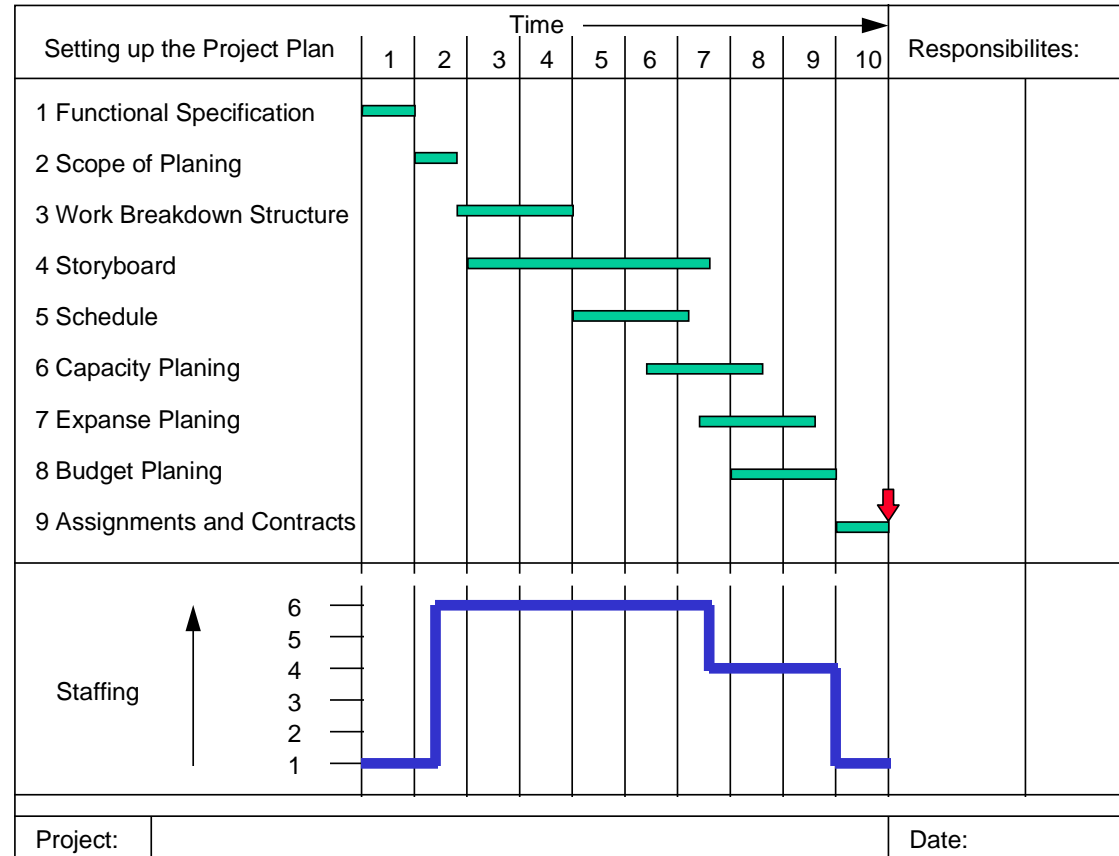 Time
Setting up the Project Plan
1 2 3 4 5 6 7 8 9 10
Responsibilites:
1 Functional Specification
2 Scope of Planing
3 Work Breakdown Structure
4 Storyboard
5 Schedule
6 Capacity Planing
7 Expanse Planing
8 Budget Planing
9 Assignments and Contracts
Staffing
6
5
4
3
2
1
Project:
Date: